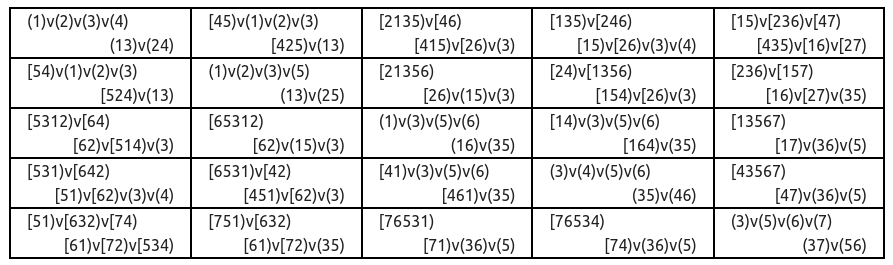 (1)v(2)v(3)v(4) [45)v(1)v(2)v(3) [2135)v[46) [135)v[246) [15)v[236)v[47)
(13)v(24) [425)v(13) [415)v[26)v(3) [15)v[26)v(3)v(4) [435)v[16)v[27)
[54)v(1)v(2)v(3) (1)v(2)v(3)v(5) [21356) [24)v[1356) [236)v[157)
[524)v(13) (13)v(25) [26)v(15)v(3) [154)v[26)v(3) [16)v[27)v(35)
[5312)v[64) [65312) (1)v(3)v(5)v(6) [14)v(3)v(5)v(6) [13567)
[62)v[514)v(3) [62)v(15)v(3) (16)v(35) [164)v(35) [17)v(36)v(5)
[531)v[642) [6531)v[42) [41)v(3)v(5)v(6) (3)v(4)v(5)v(6) [43567)
[51)v[62)v(3)v(4) [451)v[62)v(3) [461)v(35) (35)v(46) [47)v(36)v(5)
[51)v[632)v[74) [751)v[632) [76531) [76534) (3)v(5)v(6)v(7)
[61)v[72)v[534) [61)v[72)v(35) [71)v(36)v(5) [74)v(36)v(5) (37)v(56)